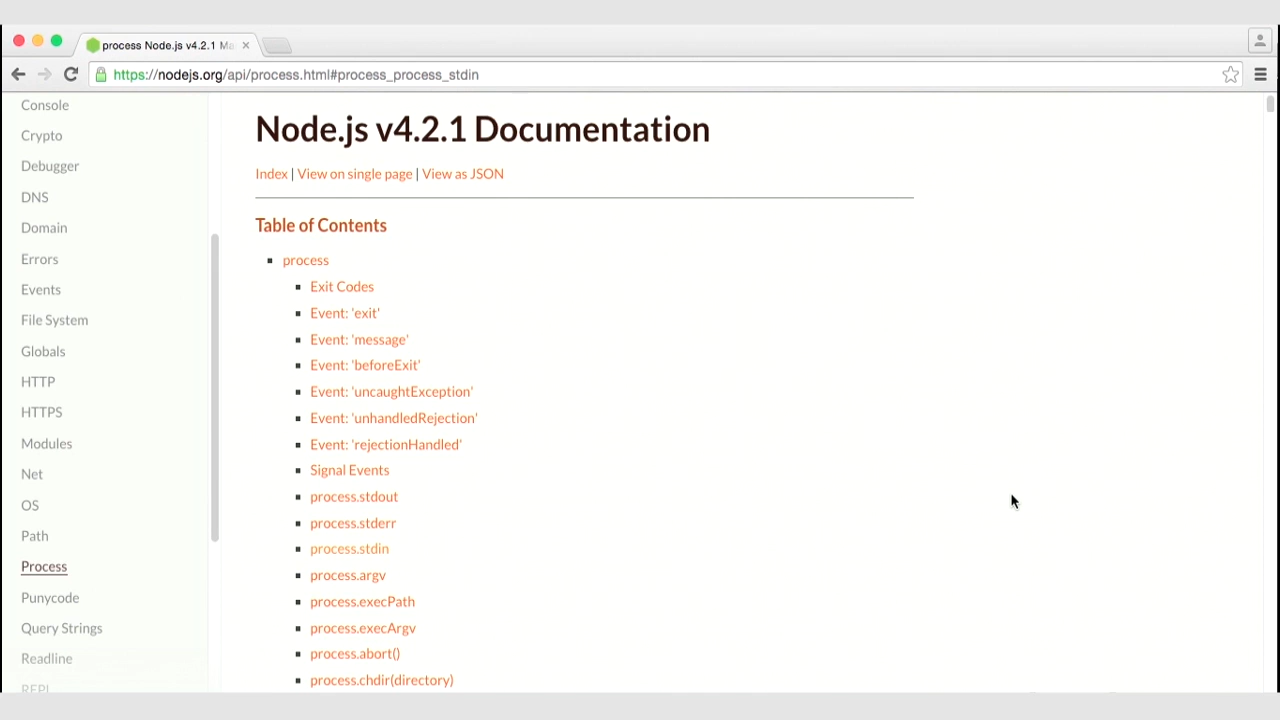 process Node.js v4.2.1 Ma
https://nodejs.org/api/process.html#process_process_stdin
Console
Crypto
Debugger
DNS
Domain
Errors
Events
File System
Globals
HTTP
HTTPS
Modules
Net
OS
Path
Process
Punycode
Query Strings
Readline
REPL
Node.js v4.2.1 Documentation
Index | View on single page | View as JSON
Table of Contents
process
Exit Codes
Event: 'exit'
Event: 'message'
Event: 'beforeExit'
Event: 'uncaughtException'
Event: 'unhandledRejection'
Event: 'rejectionHandled'
Signal Events
process.stdout
process.stderr
process.stdin
process.argv
process.execPath
process.execArgv
process.abort()
process.chdir(directory)